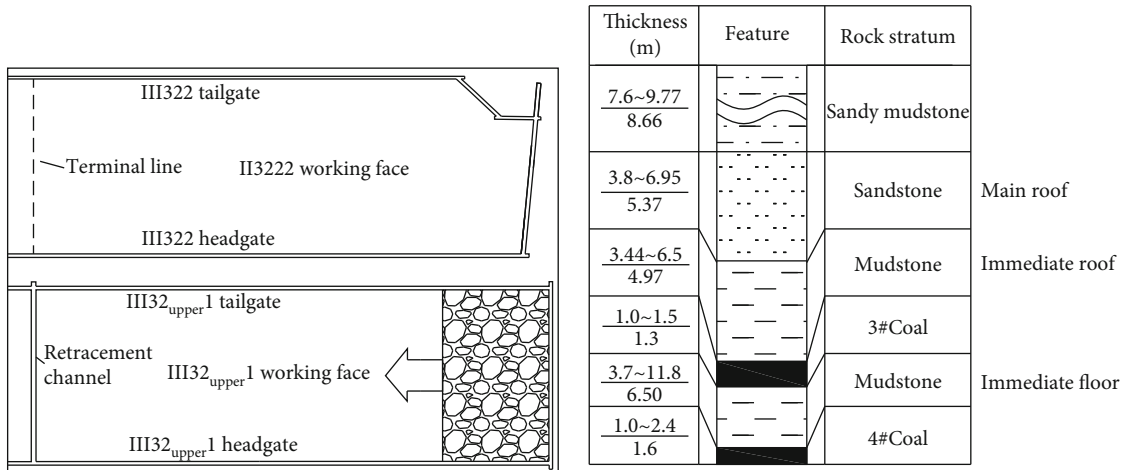 III322 tailgate
Terminal line
II3222 working face
III322 headgate
III32upper1 tailgate
Retracement
channel
III32upper1 working face
III32upper1 headgate
Thickness
(m)
Feature
Rock stratum
7.6~9.77
8.66
Sandy mudstone
3.8~6.95
5.37
Sandstone
Main roof
3.44~6.5
4.97
Mudstone
Immediate roof
1.0~1.5
1.3
3#Coal
3.7~11.8
6.50
Mudstone
Immediate floor
1.0~2.4
1.6
4#Coal